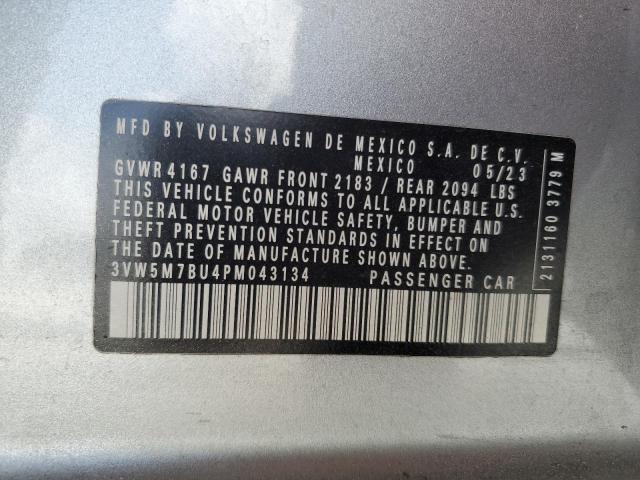 MFD BY VOLKSWAGEN DE MEXICO S.A. DE C.V.
MEXICO 05/23
GVWR 4167 GAWR FRONT 2183 / REAR 2094 LBS
THIS VEHICLE CONFORMS TO ALL APPLICABLE U.S.
FEDERAL MOTOR VEHICLE SAFETY, BUMPER AND
THEFT PREVENTION STANDARDS IN EFFECT ON
THE DATE OF MANUFACTURE SHOWN ABOVE.
3VW5M7BU4PM043134 PASSENGER CAR
2131160 3779 M